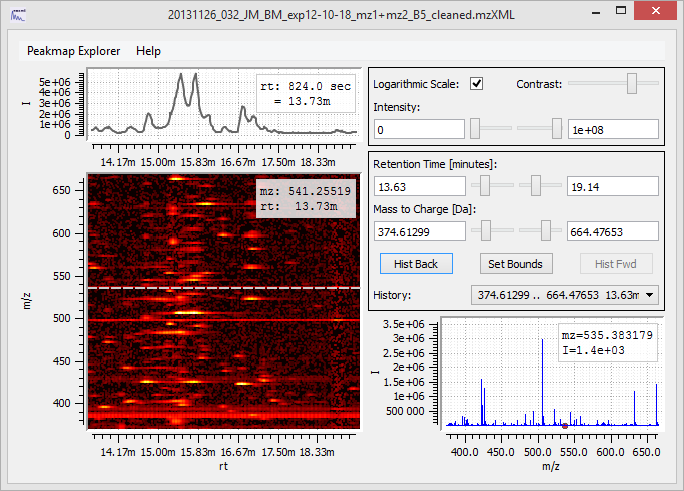 20131126_032_JM_BM_exp12-10-18_mz1+mz2_B5_cleaned.mzXML
Peakmap Explorer Help
I
5e+06
4e+06
3e+06
2e+06
1e+06
0
rt: 824.0 sec
= 13.73m
14.17m 15.00m 15.83m 16.67m 17.50m 18.33m
Logarithmic Scale: Contrast:
Intensity:
0 1e+08
Retention Time [minutes]:
13.63 19.14
Mass to Charge [Da]:
374.61299 664.47653
Hist Back Set Bounds Hist Fwd
History: 374.61299 .. 664.47653 13.63m
m/z
650
600
550
500
450
400
mz: 541.25519
rt: 13.73m
14.17m 15.00m 15.83m 16.67m 17.50m 18.33m
rt
I
3.5e+06
3e+06
2.5e+06
2e+06
1.5e+06
1e+06
500 000
mz=535.383179
I=1.4e+03
400.0 450.0 500.0 550.0 600.0 650.0
m/z